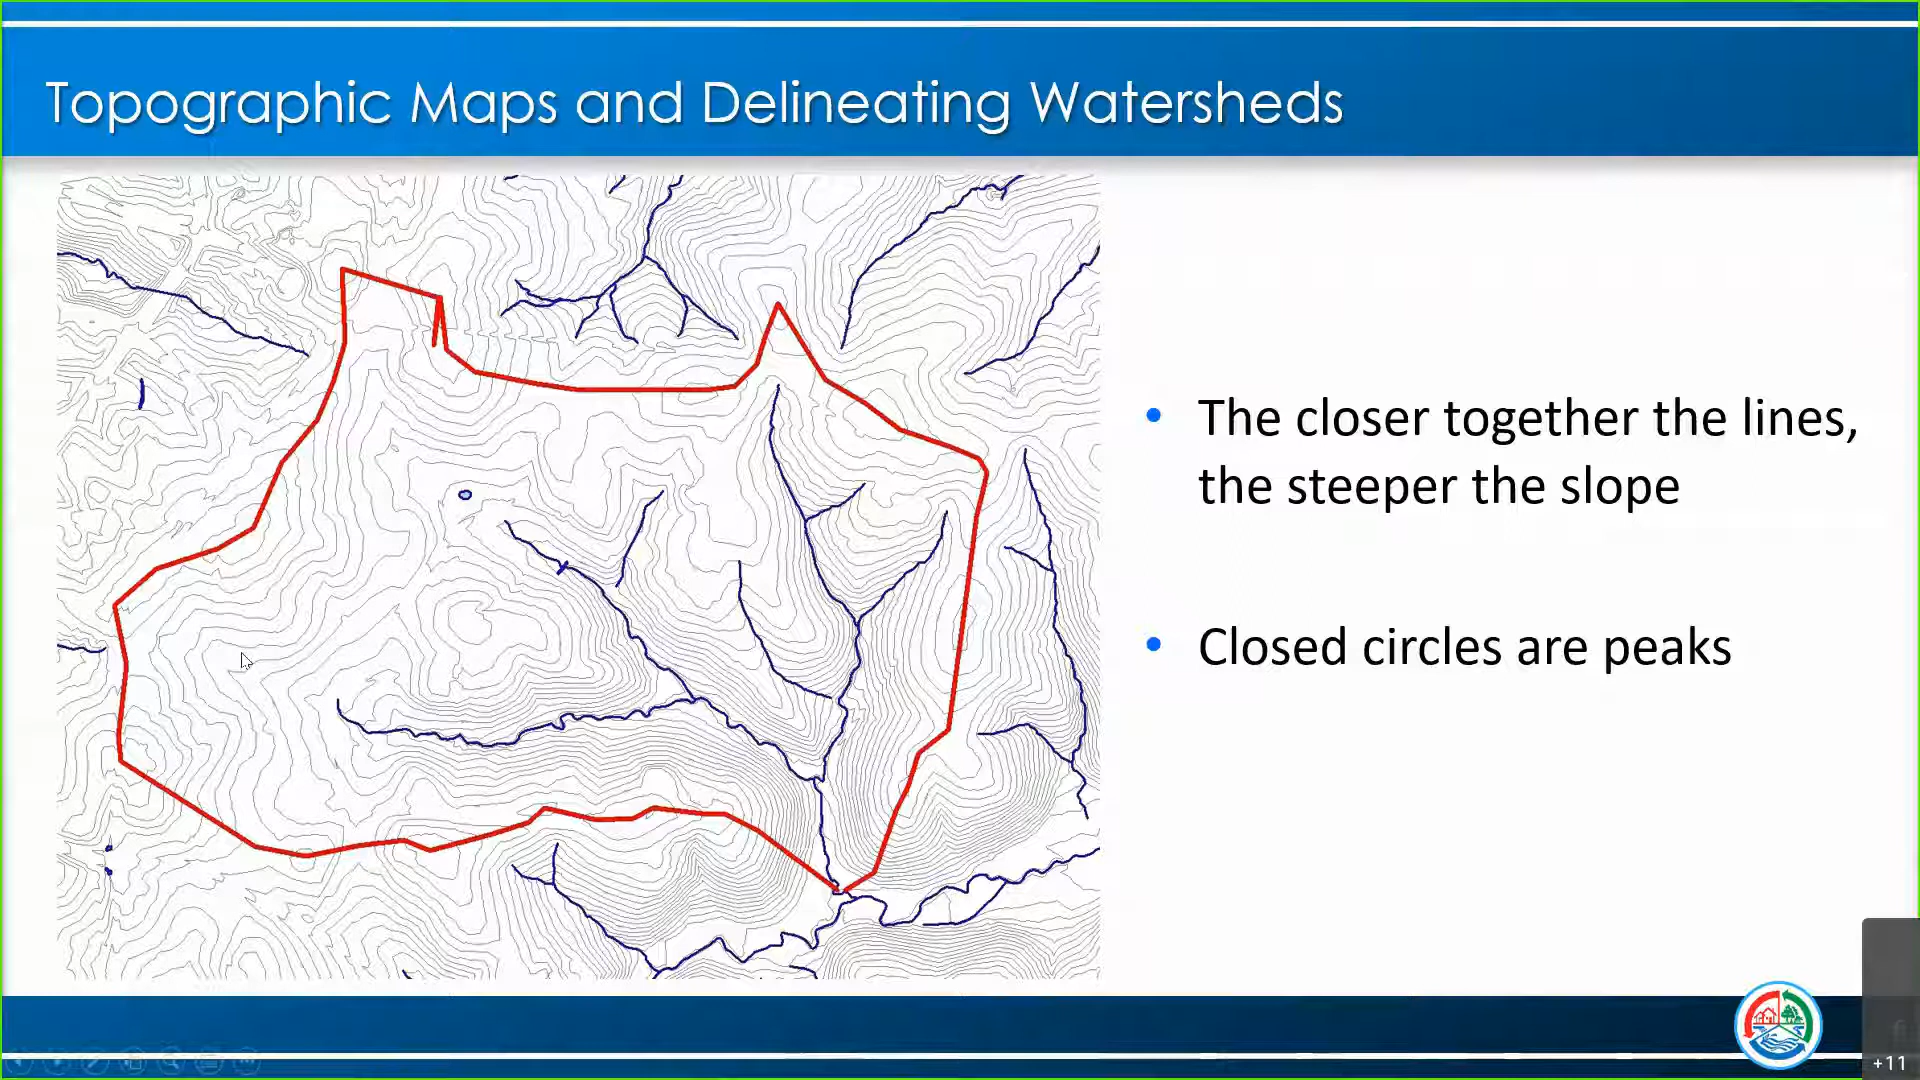 Topographic Maps and Delineating Watersheds
• The closer together the lines,
the steeper the slope
• Closed circles are peaks
+11